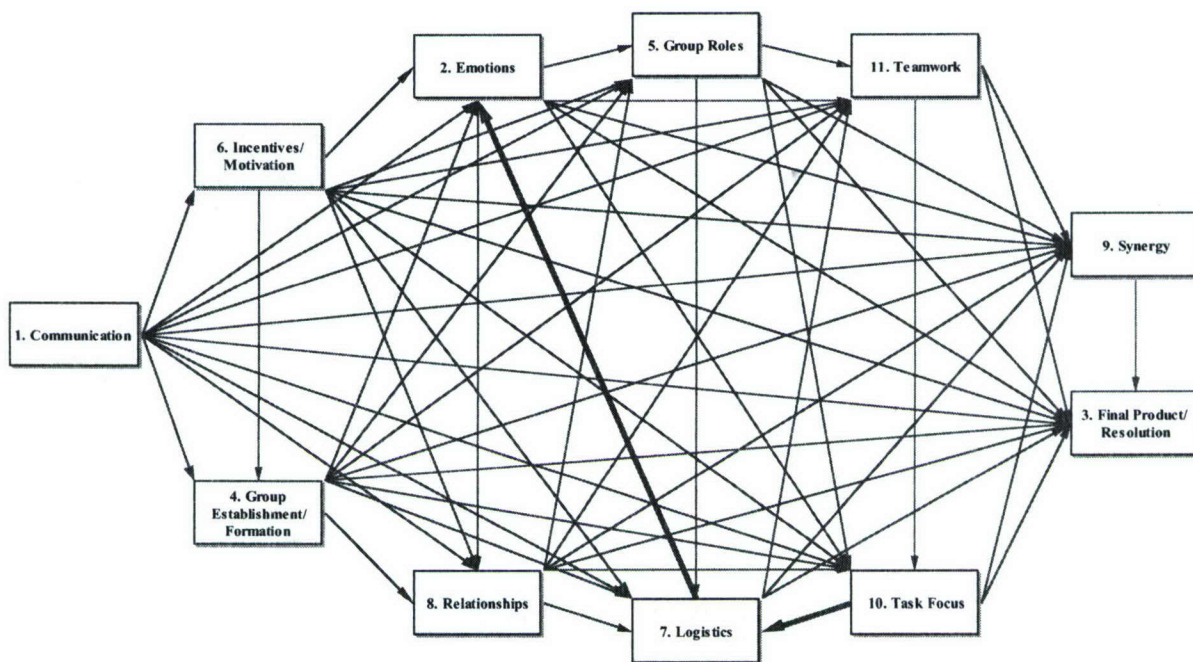 5. Group Roles
2. Emotions
11. Teamwork
6. Incentives/
Motivation
9. Synergy
1. Communication
3. Final Product/
Resolution
4. Group
Establishment/
Formation
8. Relationships
10. Task Focus
7. Logistics